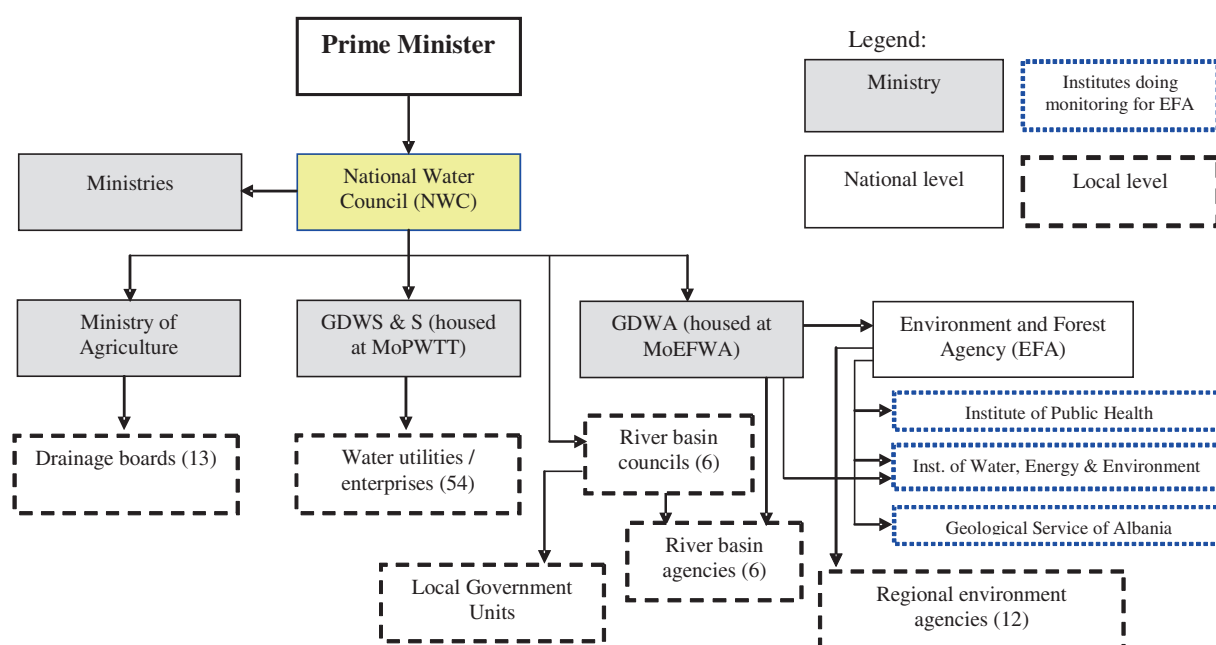 Prime Minister
Legend:
Ministry
Institutes doing
monitoring for EFA
National level
Local level
Ministries
National Water
Council (NWC)
Ministry of
Agriculture
GDWS & S (housed
at MoPWTT)
GDWA (housed at
MoEFWA)
Environment and Forest
Agency (EFA)
Institute of Public Health
Inst. of Water, Energy & Environment
Geological Service of Albania
Drainage boards (13)
Water utilities /
enterprises (54)
River basin
councils (6)
River basin
agencies (6)
Local Government
Units
Regional environment
agencies (12)